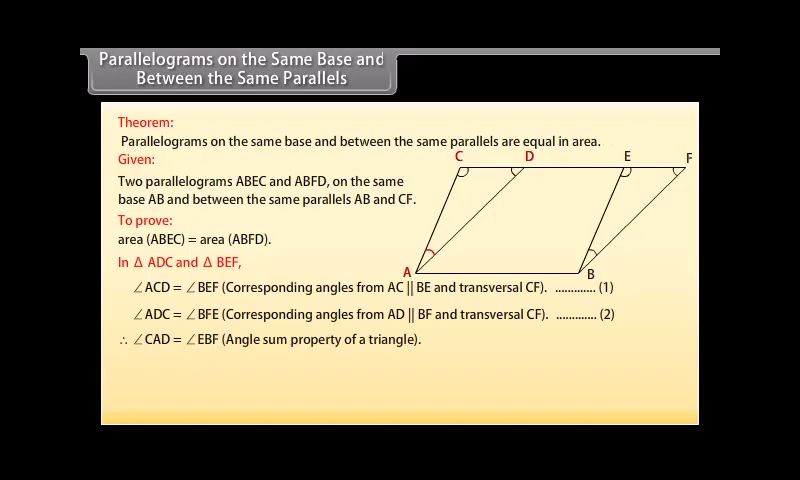 Parallelograms on the Same Base and
Between the Same Parallels
Theorem:
Parallelograms on the same base and between the same parallels are equal in area.
Given:
Two parallelograms ABEC and ABFD, on the same
base AB and between the same parallels AB and CF.
To prove:
area (ABEC) = area (ABFD).
In Δ ADC and Δ BEF,
∠ACD = ∠BEF (Corresponding angles from AC || BE and transversal CF). ............. (1)
∠ADC = ∠BFE (Corresponding angles from AD || BF and transversal CF). ............. (2)
∴ ∠CAD = ∠EBF (Angle sum property of a triangle).
C D E F
A B